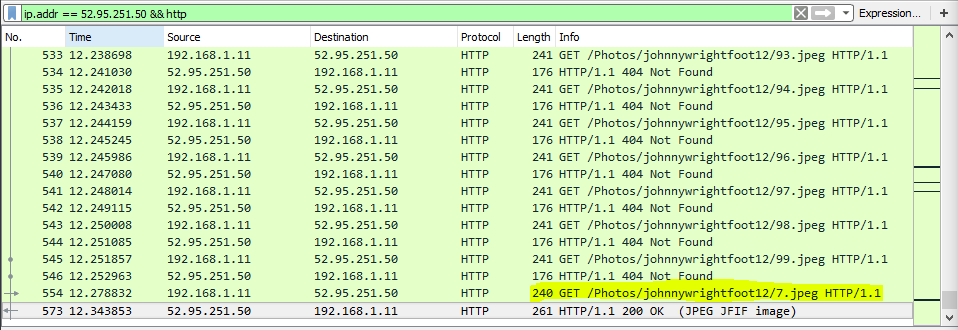 ip.addr == 52.95.251.50 && http Expression... +
No. Time Source Destination Protocol Length Info
533 12.238698 192.168.1.11 52.95.251.50 HTTP 241 GET /Photos/johnnywrightfoot12/93.jpeg HTTP/1.1
534 12.241030 52.95.251.50 192.168.1.11 HTTP 176 HTTP/1.1 404 Not Found
535 12.242018 192.168.1.11 52.95.251.50 HTTP 241 GET /Photos/johnnywrightfoot12/94.jpeg HTTP/1.1
536 12.243433 52.95.251.50 192.168.1.11 HTTP 176 HTTP/1.1 404 Not Found
537 12.244159 192.168.1.11 52.95.251.50 HTTP 241 GET /Photos/johnnywrightfoot12/95.jpeg HTTP/1.1
538 12.245245 52.95.251.50 192.168.1.11 HTTP 176 HTTP/1.1 404 Not Found
539 12.245986 192.168.1.11 52.95.251.50 HTTP 241 GET /Photos/johnnywrightfoot12/96.jpeg HTTP/1.1
540 12.247080 52.95.251.50 192.168.1.11 HTTP 176 HTTP/1.1 404 Not Found
541 12.248014 192.168.1.11 52.95.251.50 HTTP 241 GET /Photos/johnnywrightfoot12/97.jpeg HTTP/1.1
542 12.249115 52.95.251.50 192.168.1.11 HTTP 176 HTTP/1.1 404 Not Found
543 12.250008 192.168.1.11 52.95.251.50 HTTP 241 GET /Photos/johnnywrightfoot12/98.jpeg HTTP/1.1
544 12.251085 52.95.251.50 192.168.1.11 HTTP 176 HTTP/1.1 404 Not Found
545 12.251857 192.168.1.11 52.95.251.50 HTTP 241 GET /Photos/johnnywrightfoot12/99.jpeg HTTP/1.1
546 12.252963 52.95.251.50 192.168.1.11 HTTP 176 HTTP/1.1 404 Not Found
554 12.278832 192.168.1.11 52.95.251.50 HTTP 240 GET /Photos/johnnywrightfoot12/7.jpeg HTTP/1.1
573 12.343853 52.95.251.50 192.168.1.11 HTTP 261 HTTP/1.1 200 OK (JPEG JFIF image)